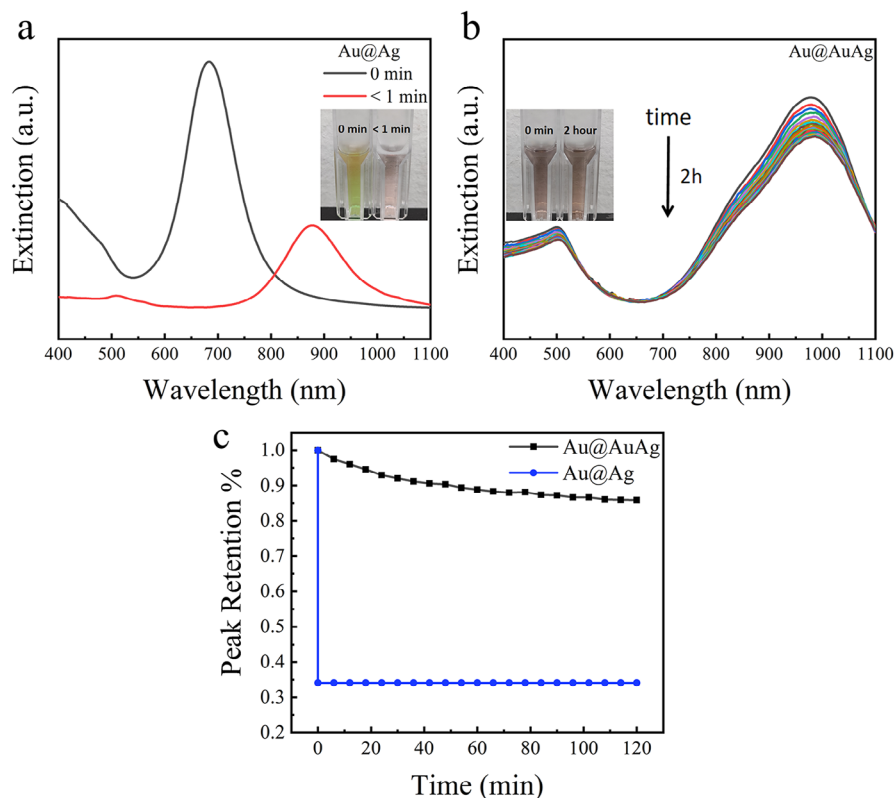 a
Au@Ag
0 min
< 1 min
0 min < 1 min
Extinction (a.u.)
400 500 600 700 800 900 1000 1100
Wavelength (nm)
b
Au@AuAg
0 min 2 hour
time
2h
Extinction (a.u.)
400 500 600 700 800 900 1000 1100
Wavelength (nm)
c
Au@AuAg
Au@Ag
1.0
0.9
0.8
0.7
0.6
0.5
0.4
0.3
0.2
Peak Retention %
0 20 40 60 80 100 120
Time (min)